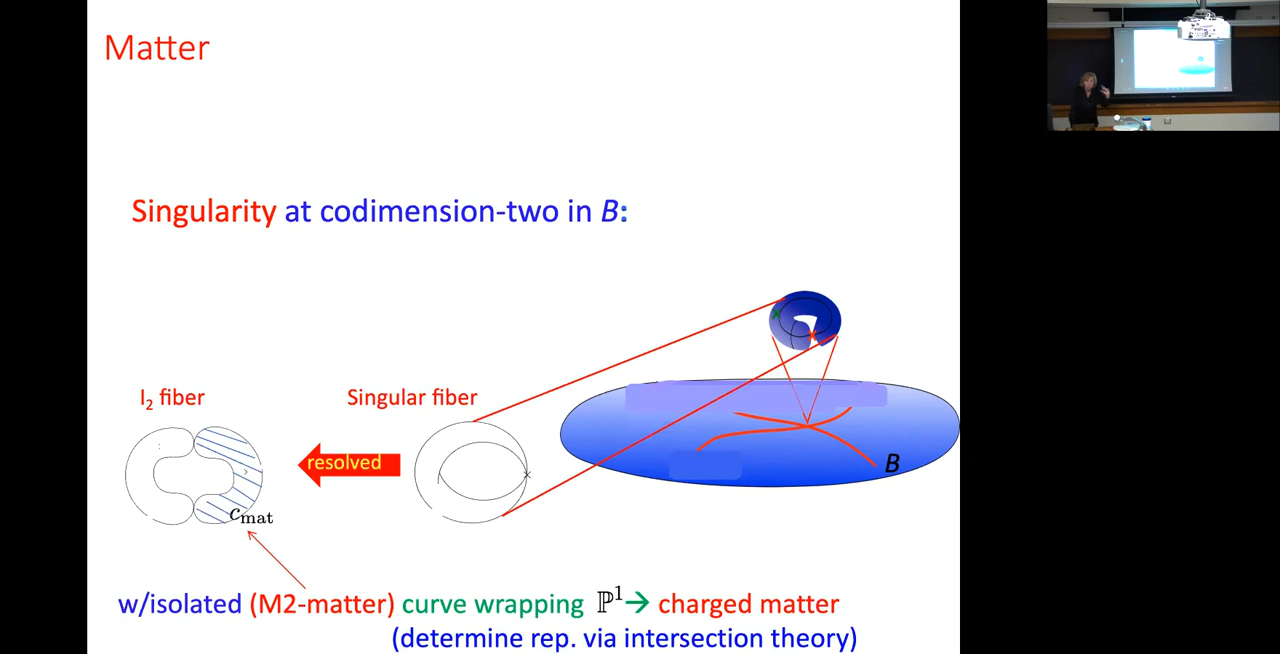 Matter
Singularity at codimension-two in B:
I₂ fiber
Singular fiber
resolved
B
cmat
w/isolated (M2-matter) curve wrapping ℙ¹→ charged matter
(determine rep. via intersection theory)